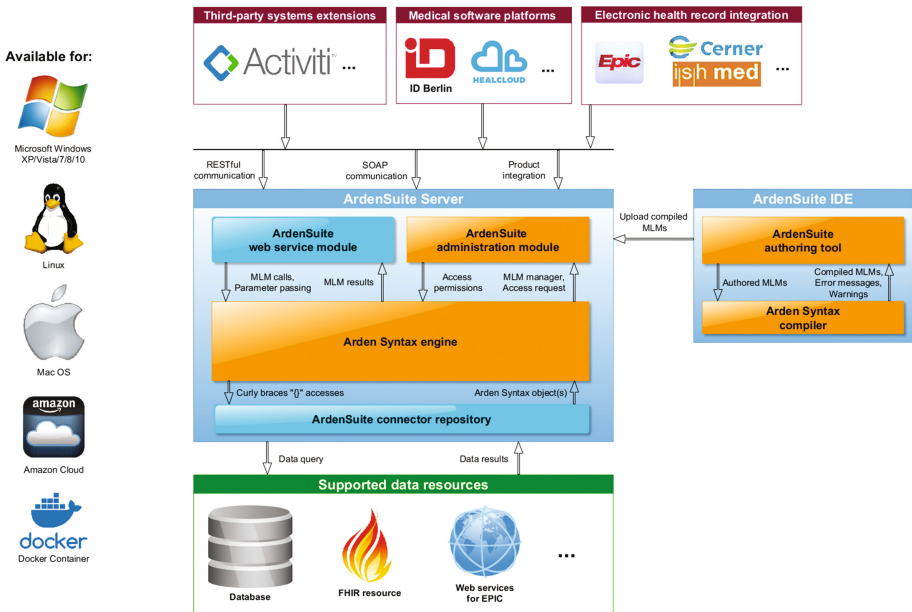 Third-party systems extensions
Medical software platforms
Electronic health record integration
Activiti
...
iD
ID Berlin
HEALCLOUD
...
Epic
Cerner
i.s.h med
...
Available for:
Microsoft Windows
XP/Vista/7/8/10
Linux
Mac OS
amazon
Amazon Cloud
docker
Docker Container
RESTful
communication
SOAP
communication
Product
integration
ArdenSuite Server
ArdenSuite
web service module
ArdenSuite
administration module
MLM calls,
Parameter passing
MLM results
Access
permissions
MLM manager,
Access request
Arden Syntax engine
Curly braces "{}" accesses
Arden Syntax object(s)
ArdenSuite connector repository
Upload compiled
MLMs
ArdenSuite IDE
ArdenSuite
authoring tool
Authored MLMs
Compiled MLMs,
Error messages,
Warnings
Arden Syntax
compiler
Data query
Data results
Supported data resources
Database
FHIR resource
Web services
for EPIC
...